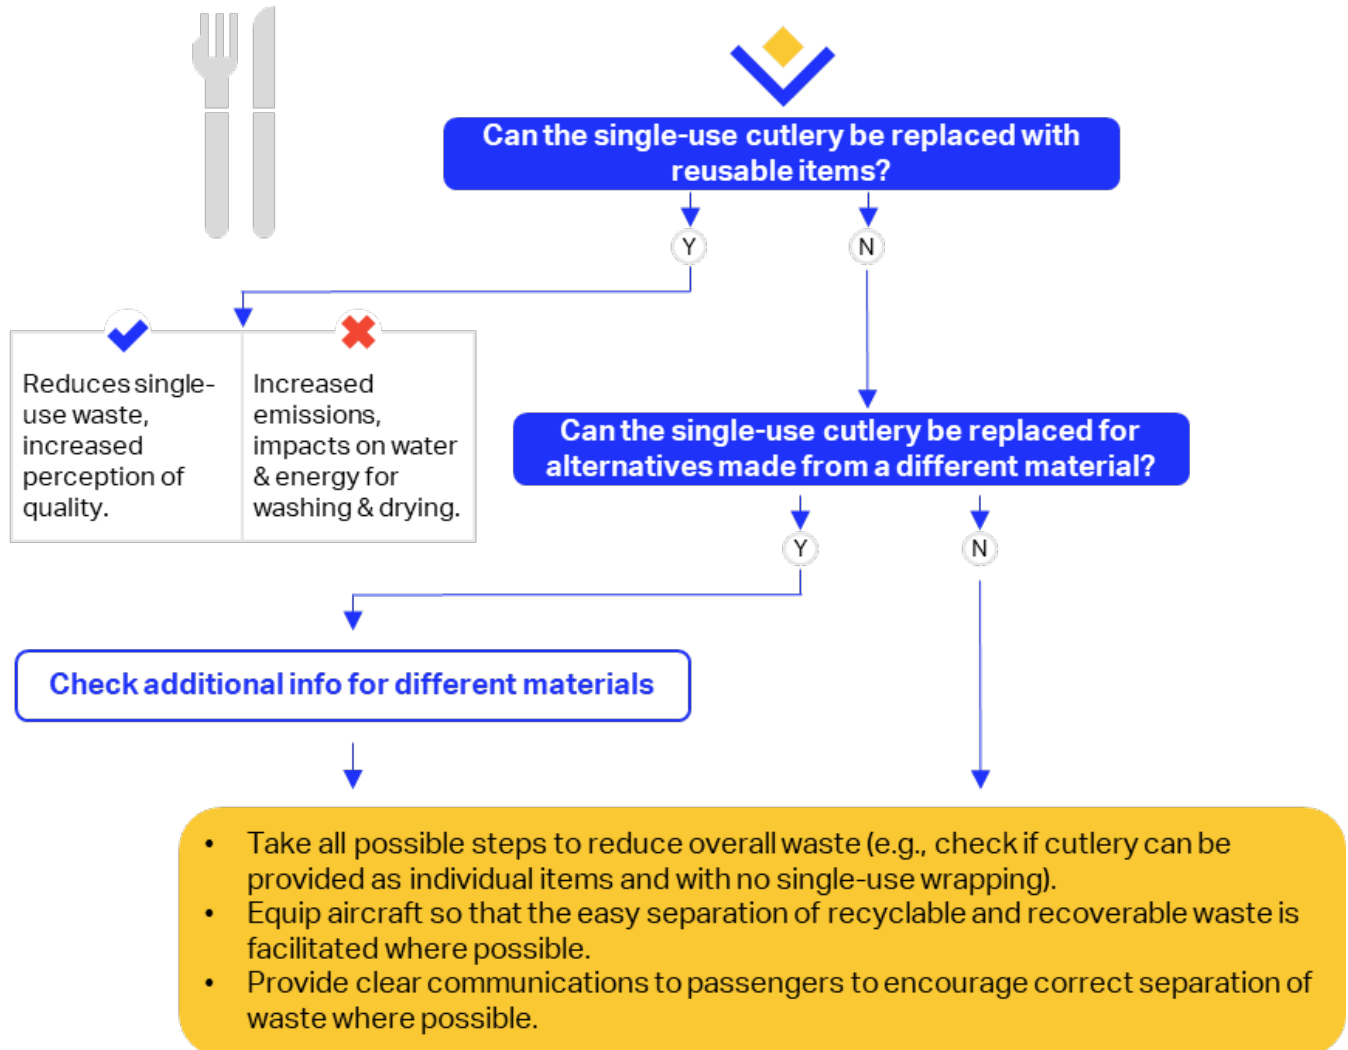 Can the single-use cutlery be replaced with
reusable items?
Y
N
Reduces single-
use waste,
increased
perception of
quality.
Increased
emissions,
impacts on water
& energy for
washing & drying.
Can the single-use cutlery be replaced for
alternatives made from a different material?
Y
N
Check additional info for different materials
• Take all possible steps to reduce overall waste (e.g., check if cutlery can be
provided as individual items and with no single-use wrapping).
• Equip aircraft so that the easy separation of recyclable and recoverable waste is
facilitated where possible.
• Provide clear communications to passengers to encourage correct separation of
waste where possible.